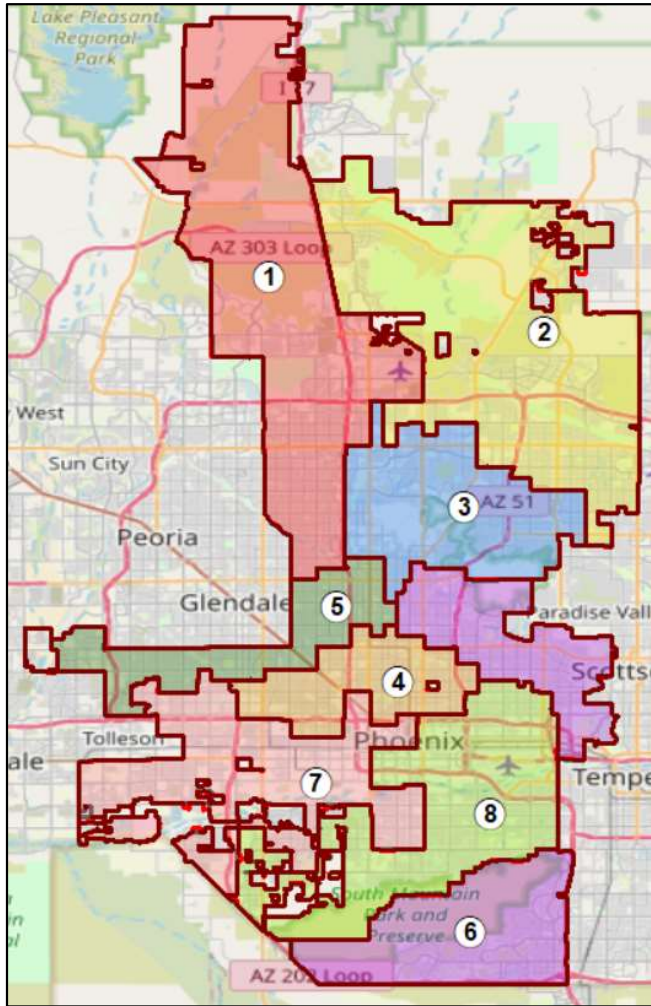 Lake Pleasant
Regional
Park
AZ 303 Loop
1
2
West
Sun City
3
AZ 51
Peoria
Glendale
5
Paradise Vall
Scotts
4
Tolleson
Phoenix
ale
Tempe
7
8
South Mountain
Park and
Preserve
6
AZ 202 Loop